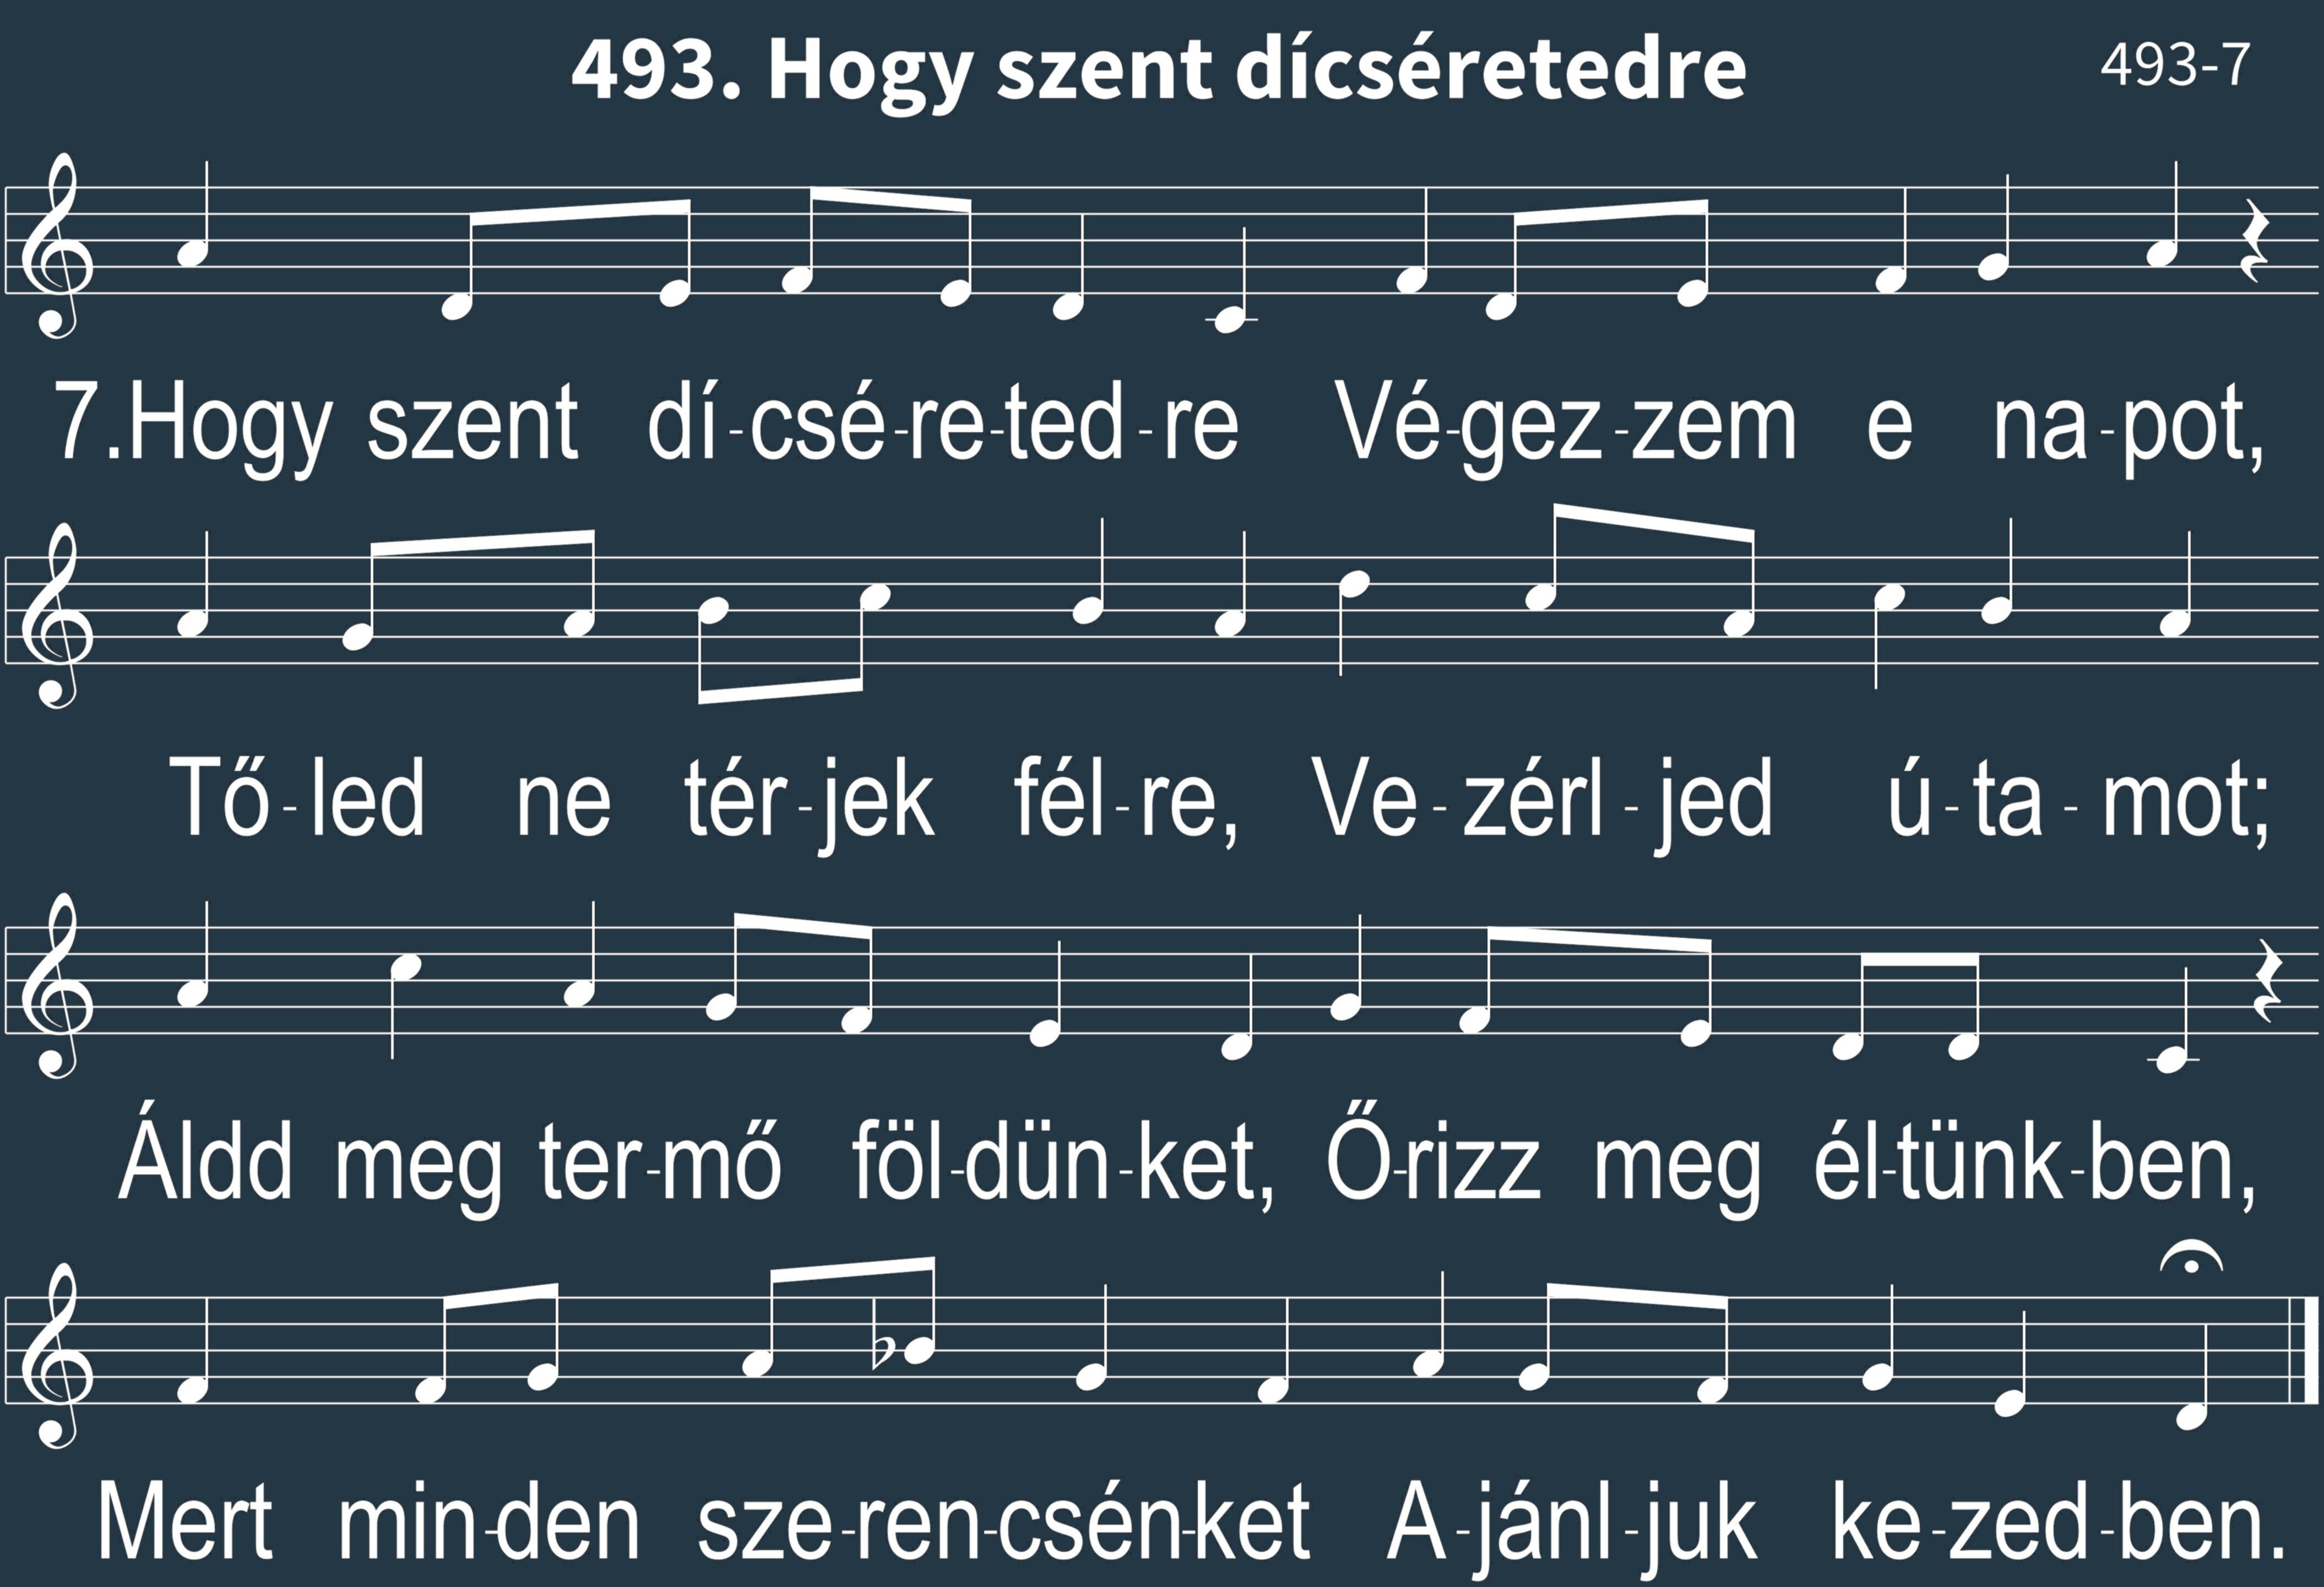 493. Hogy szent dícséretedre
493-7
7.Hogy szent dí-csé-re-ted-re Vé-gez-zem e na-pot,
Tő-led ne tér-jek fél-re, Ve-zérl-jed ú-ta-mot;
Áldd meg ter-mő föl-dün-ket, Ő-rizz meg él-tünk-ben,
Mert min-den sze-ren-csén-ket A-jánl-juk ke-zed-ben.